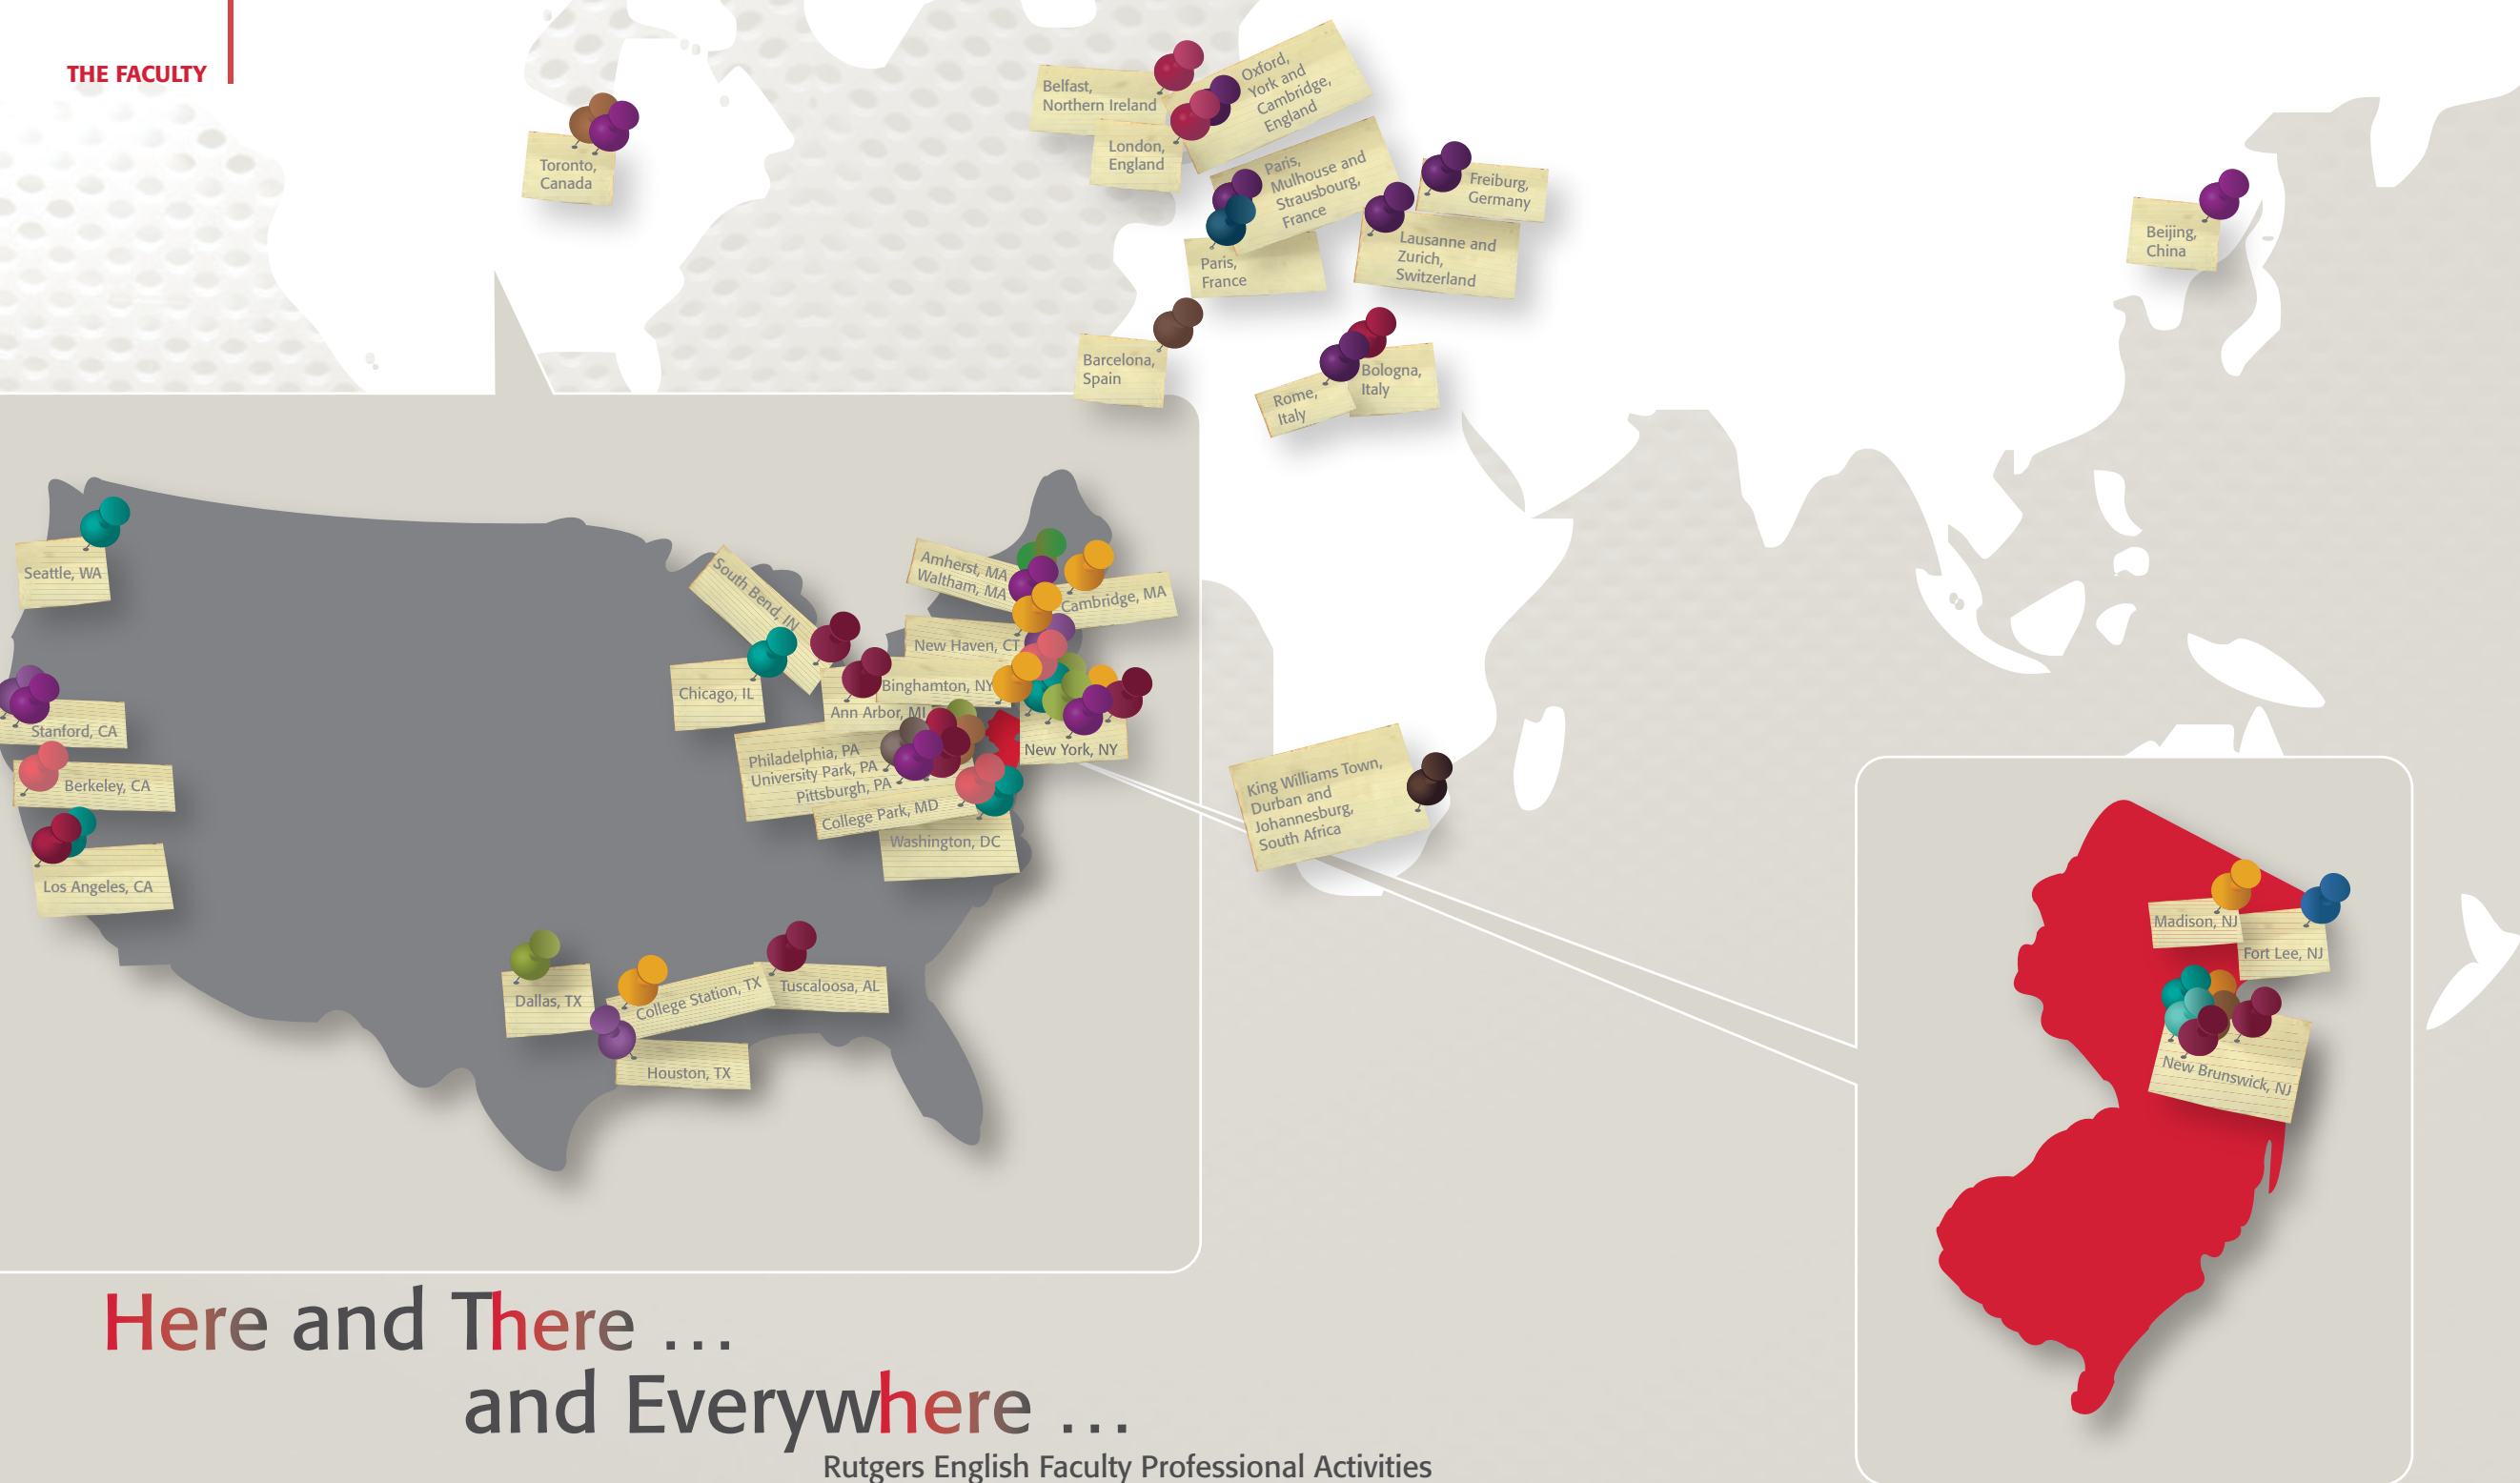 THE FACULTY
Toronto,
Canada
Belfast,
Northern Ireland
Oxford,
York and
Cambridge,
England
London,
England
Paris,
Mulhouse and
Strausbourg,
France
Freiburg,
Germany
Lausanne and
Zurich,
Switzerland
Paris,
France
Barcelona,
Spain
Rome,
Italy
Bologna,
Italy
Beijing,
China
Seattle, WA
Stanford, CA
Berkeley, CA
Los Angeles, CA
South Bend, IN
Chicago, IL
Ann Arbor, MI
Amherst, MA
Waltham, MA
Cambridge, MA
New Haven, CT
Binghamton, NY
New York, NY
Philadelphia, PA
University Park, PA
Pittsburgh, PA
College Park, MD
Washington, DC
Dallas, TX
College Station, TX
Tuscaloosa, AL
Houston, TX
King Williams Town,
Durban and
Johannesburg,
South Africa
Madison, NJ
Fort Lee, NJ
New Brunswick, NJ
Here and There ...
and Everywhere ...
Rutgers English Faculty Professional Activities